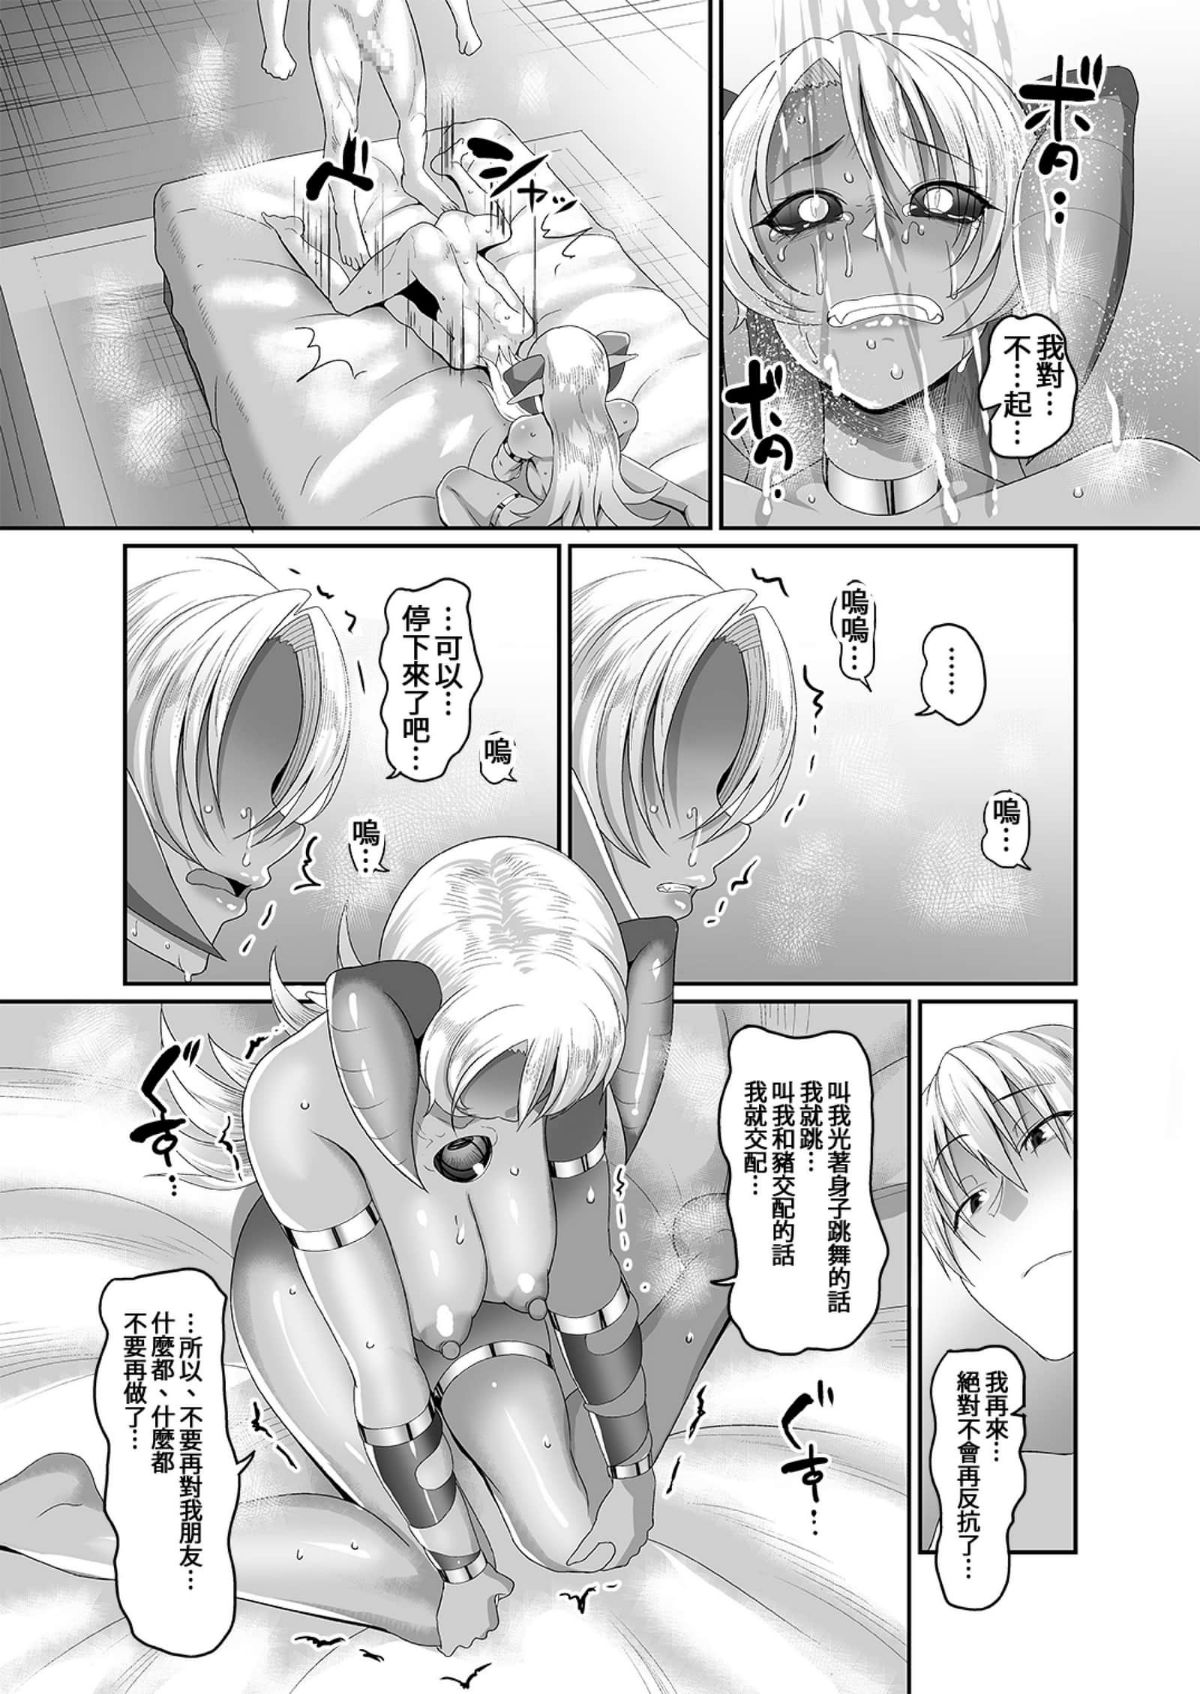 ボタ…
我對…
不…起…
ボタ…
ドベ
シャッ
……
嗚嗚…
嗚…
嗚
…可以…
停下來了吧…
嗚…
我再來…
絕對不會再反抗了…
叫我光著身子跳舞的話
我就跳…
叫我和豬交配的話
我就交配…
ぐす…
ぐす…
…所以、不要再對我朋友…
什麼都、什麼都
不要再做了…